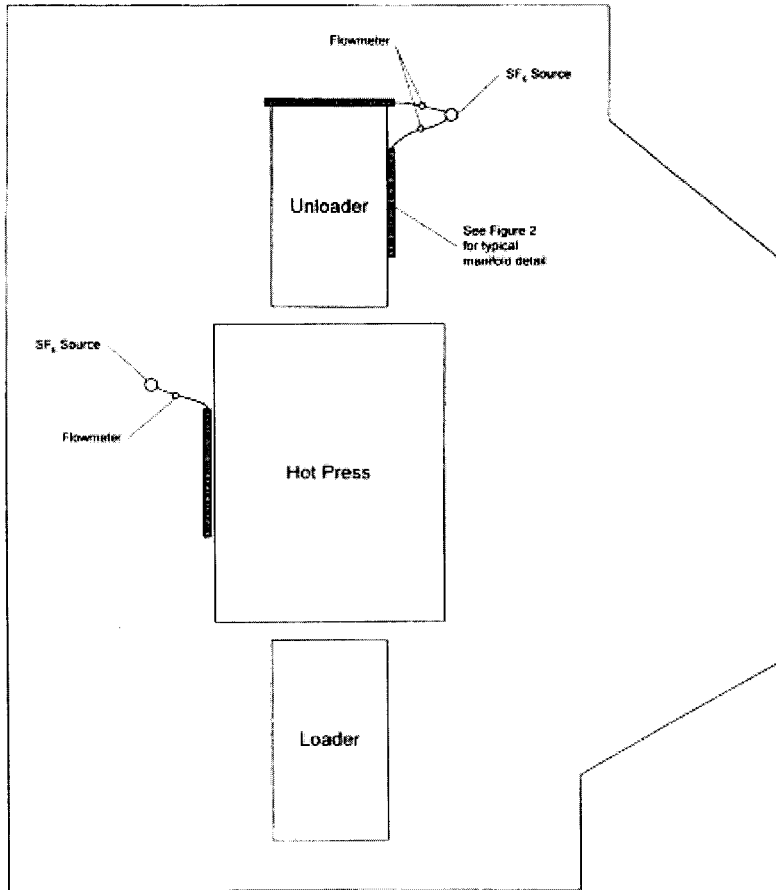 Flowmeter
SF₆ Source
Unloader
See Figure 2
for typical
manifold detail
SF₆ Source
Flowmeter
Hot Press
Loader